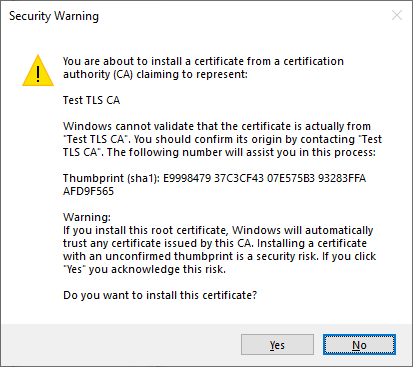 Security Warning
You are about to install a certificate from a certification
authority (CA) claiming to represent:
Test TLS CA
Windows cannot validate that the certificate is actually from
"Test TLS CA". You should confirm its origin by contacting "Test
TLS CA". The following number will assist you in this process:
Thumbprint (sha1): E9998479 37C3CF43 07E575B3 93283FFA
AFD9F565
Warning:
If you install this root certificate, Windows will automatically
trust any certificate issued by this CA. Installing a certificate
with an unconfirmed thumbprint is a security risk. If you click
"Yes" you acknowledge this risk.
Do you want to install this certificate?
Yes
No